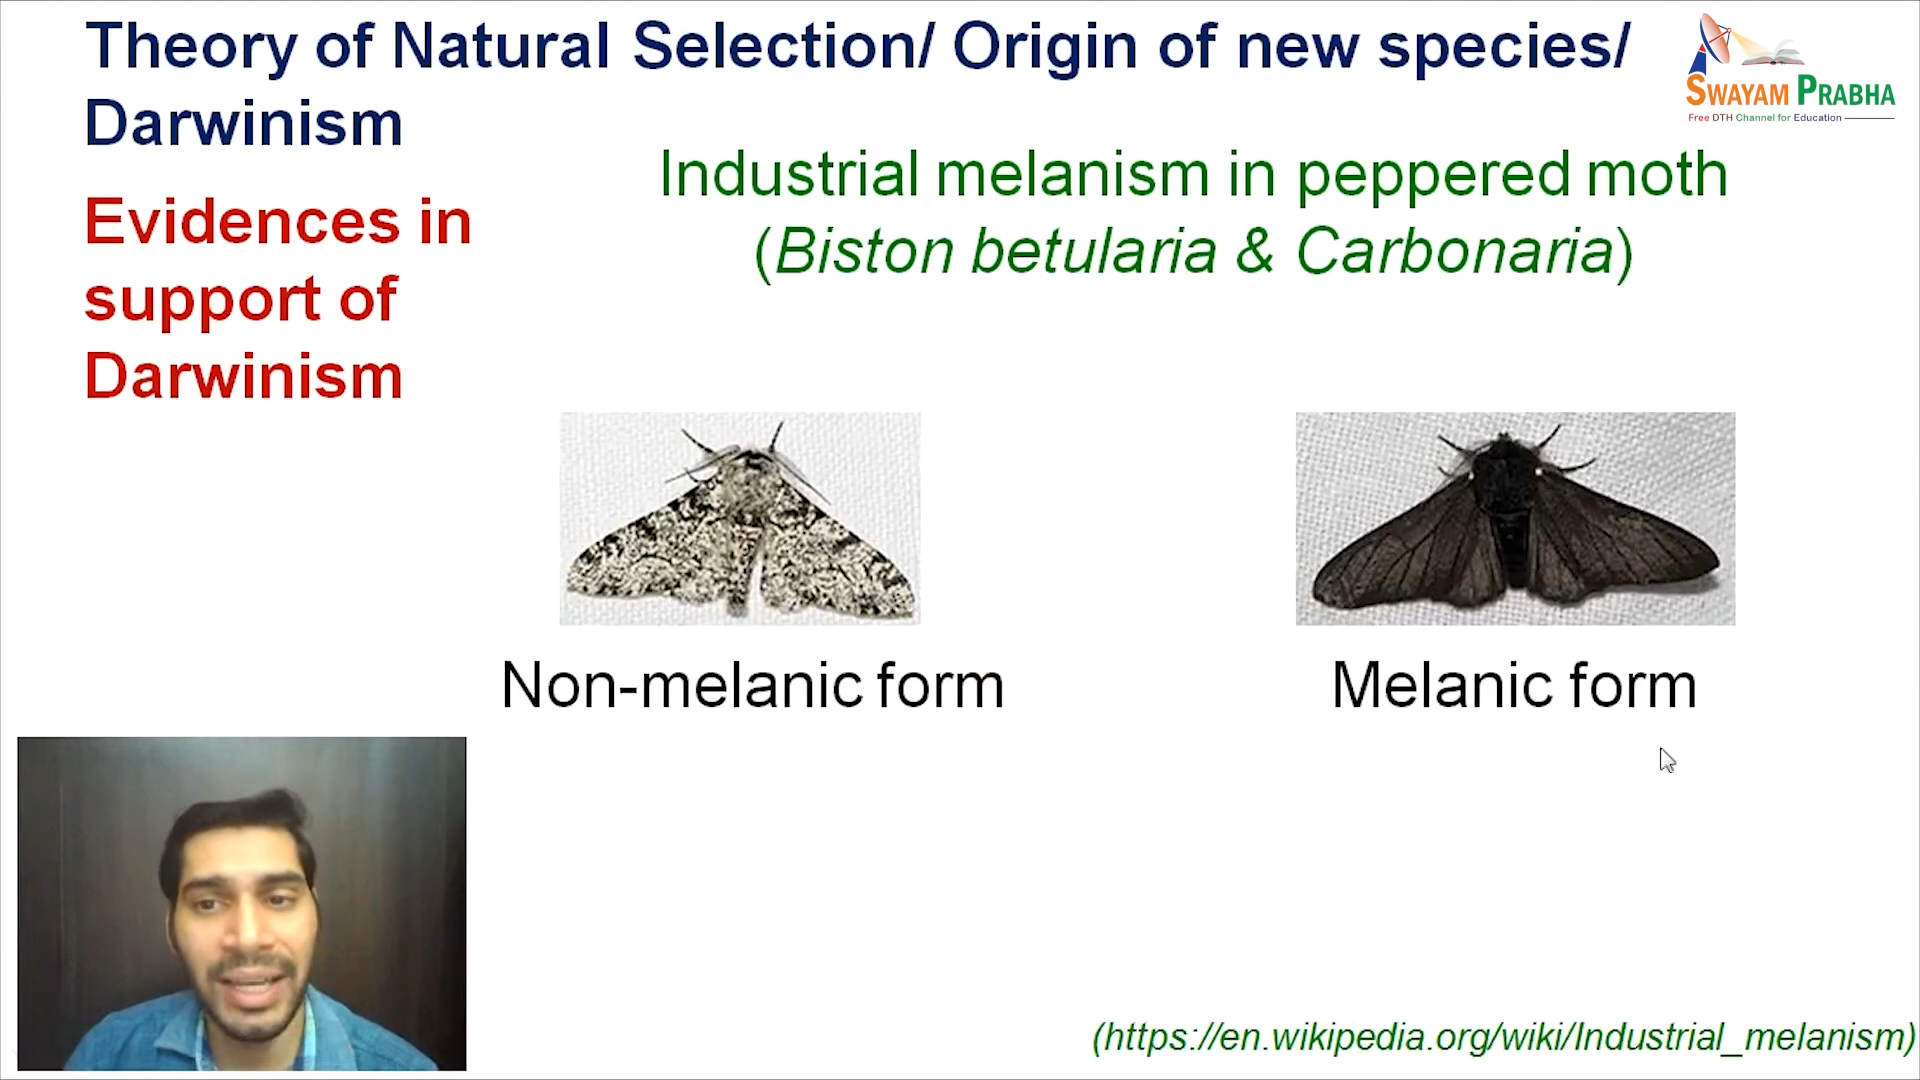 Theory of Natural Selection/ Origin of new species/
Darwinism
SWAYAM PRABHA
Free DTH Channel for Education
Industrial melanism in peppered moth
(Biston betularia & Carbonaria)
Evidences in
support of
Darwinism
Non-melanic form
Melanic form
(https://en.wikipedia.org/wiki/Industrial_melanism)